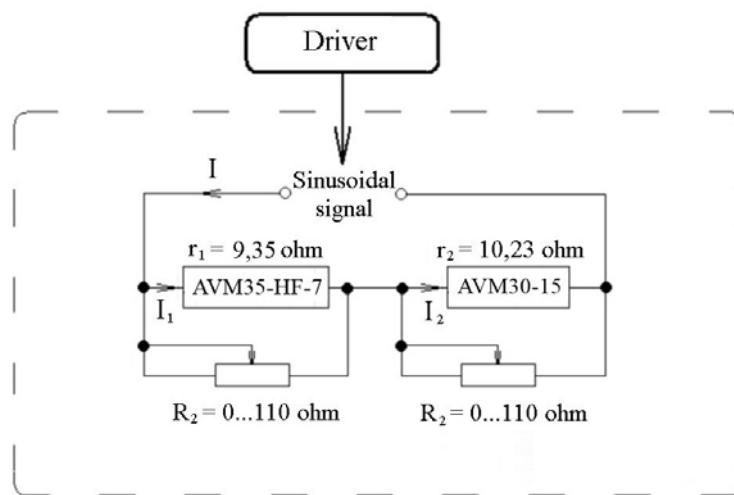 Driver
I
Sinusoidal
signal
r₁ = 9,35 ohm
r₂ = 10,23 ohm
AVM35-HF-7
AVM30-15
I₁
I₂
R₂ = 0...110 ohm
R₂ = 0...110 ohm